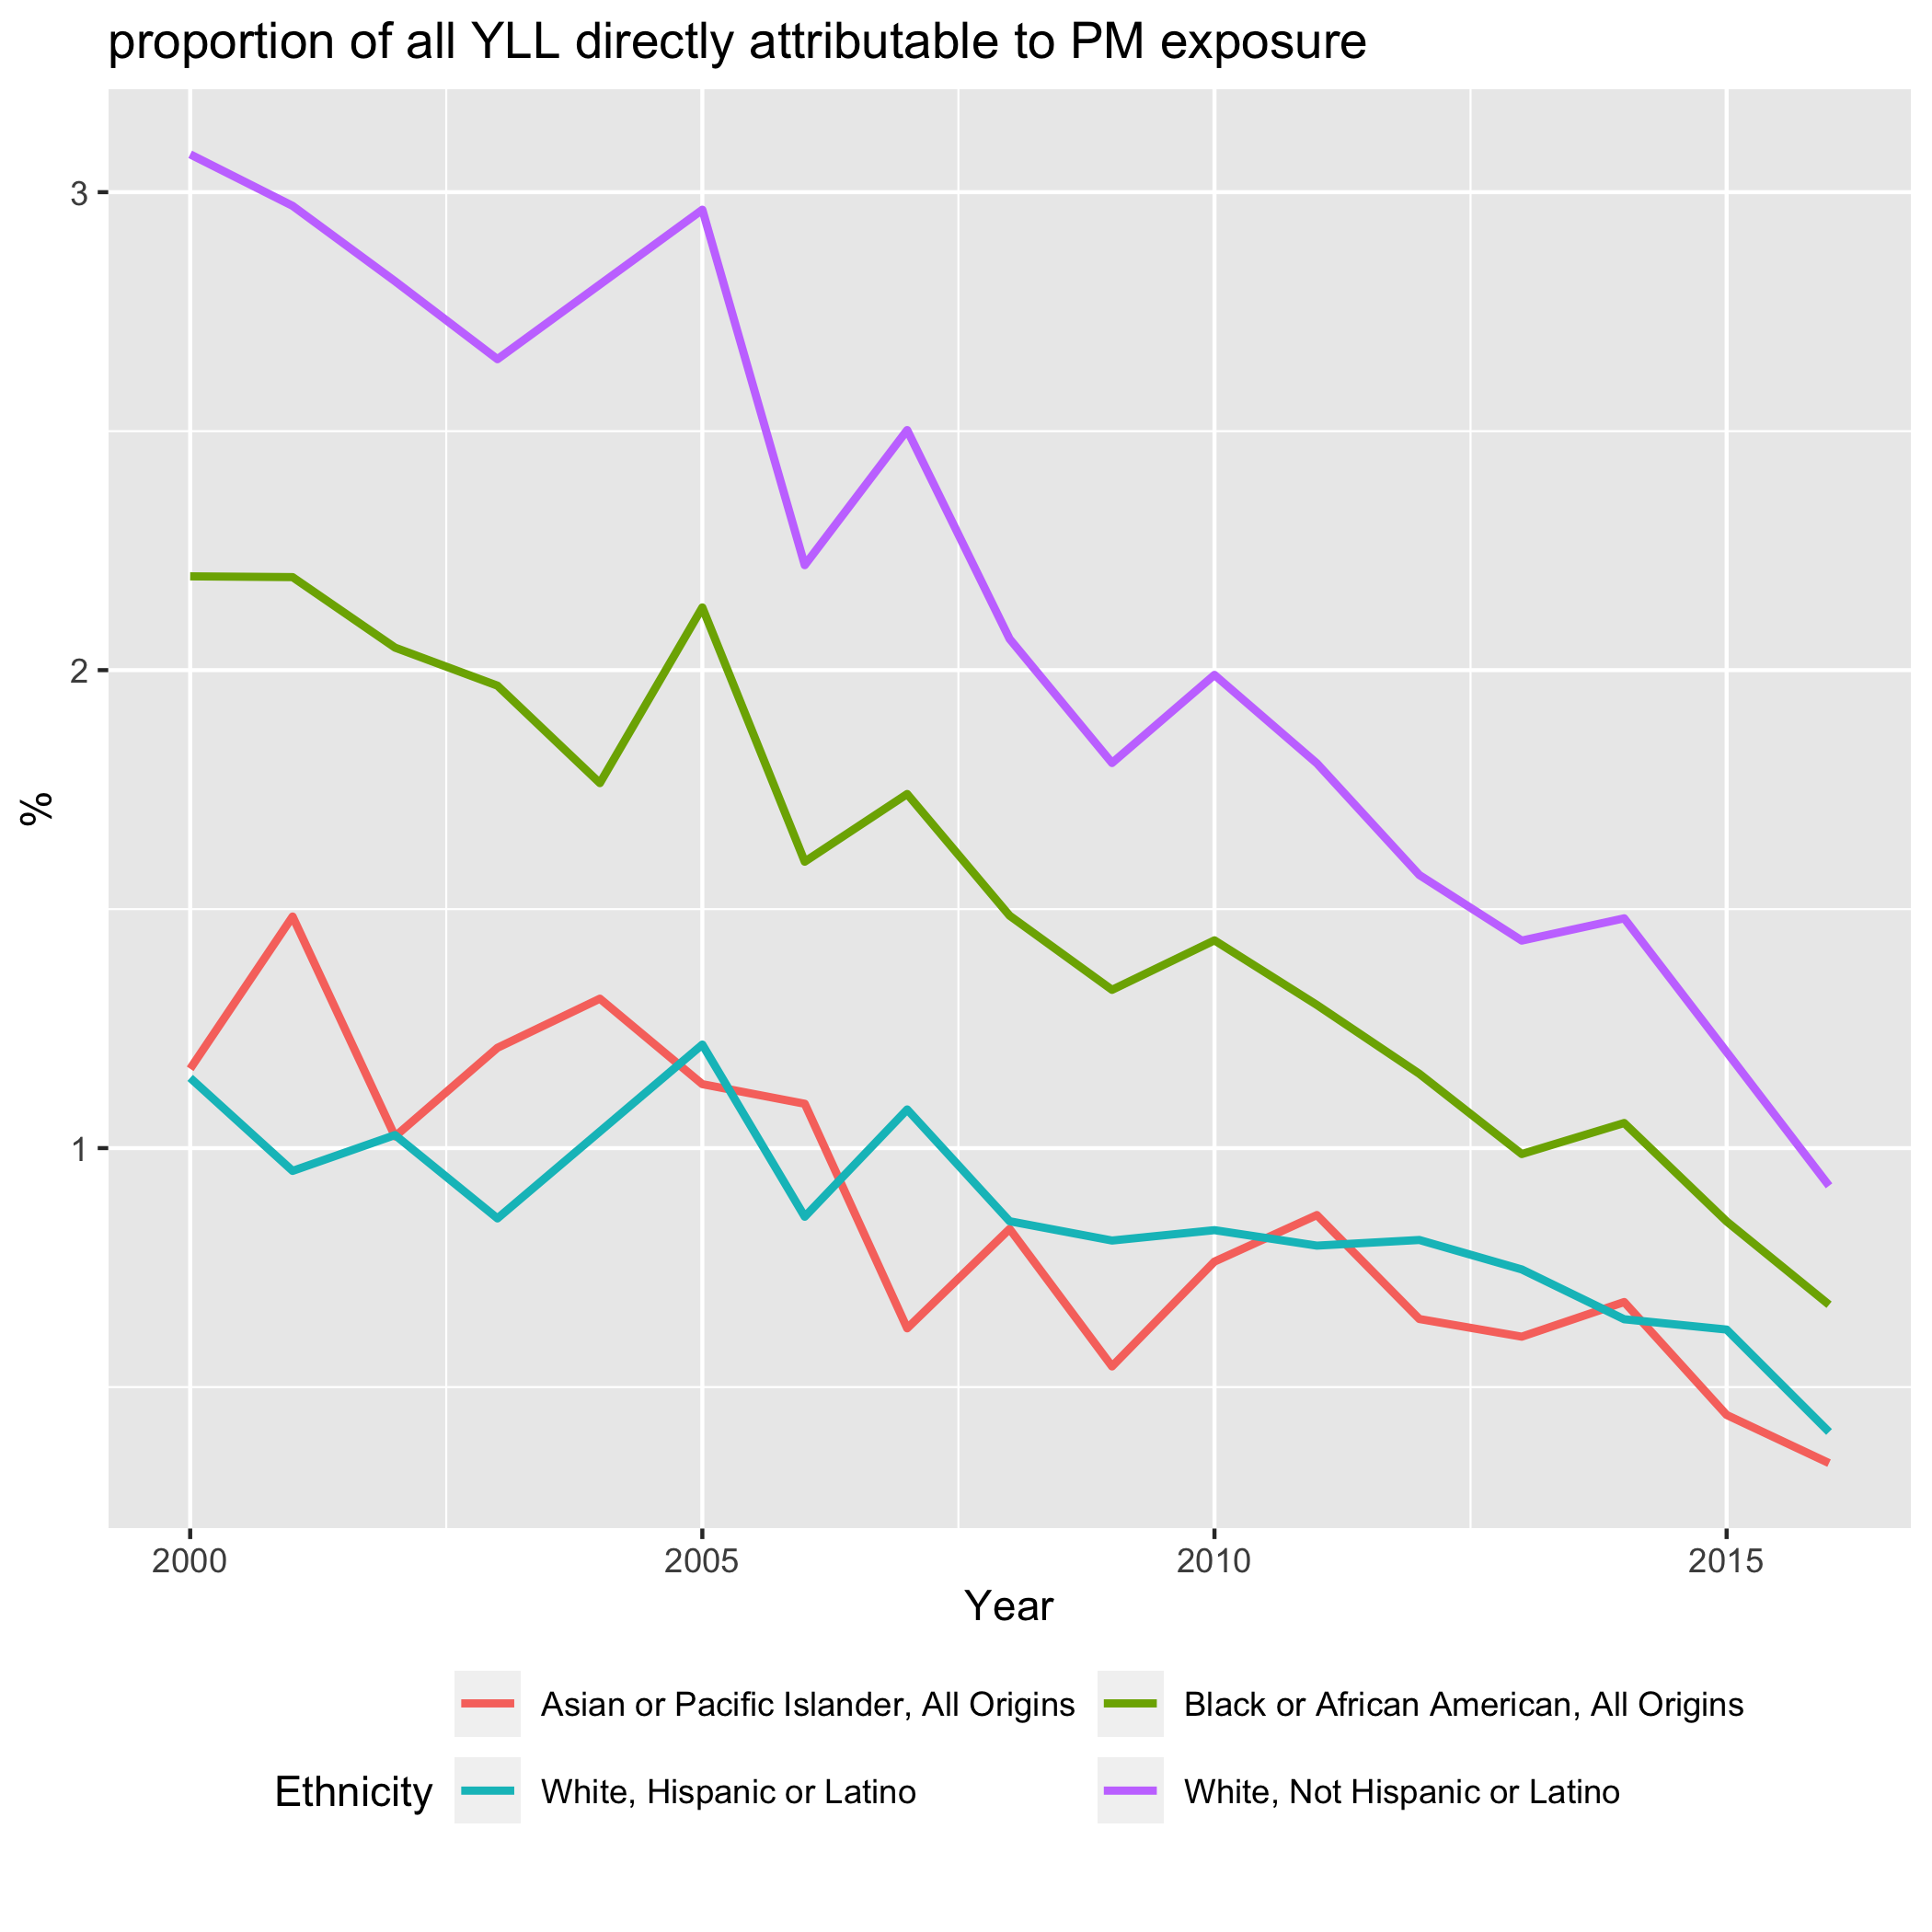 proportion of all YLL directly attributable to PM exposure
3
2
1
%
2000 2005 2010 2015
Year
Asian or Pacific Islander, All Origins Black or African American, All Origins
Ethnicity White, Hispanic or Latino White, Not Hispanic or Latino